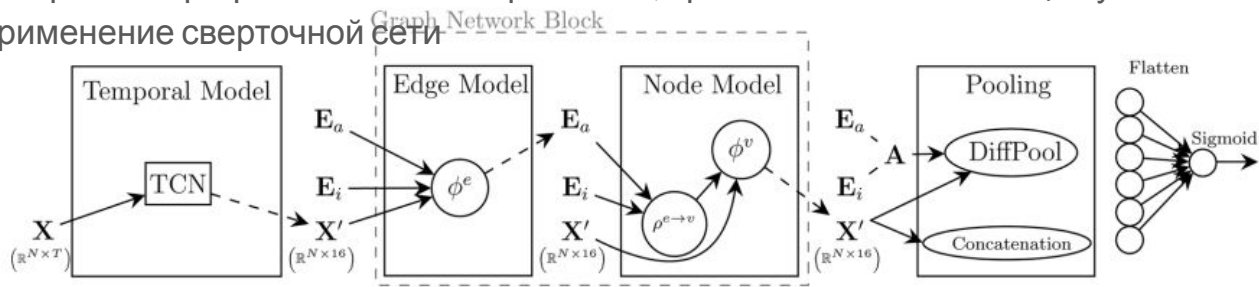 рименение сверточной сети
Graph Network Block
Temporal Model
TCN
X
(ℝ^{N×T})
E_a
E_i
X′
(ℝ^{N×16})
Edge Model
ϕ^e
E_a
E_i
X′
(ℝ^{N×16})
Node Model
ϕ^v
ρ^{e→v}
E_a
A
E_i
X′
(ℝ^{N×16})
Pooling
DiffPool
Concatenation
Flatten
Sigmoid